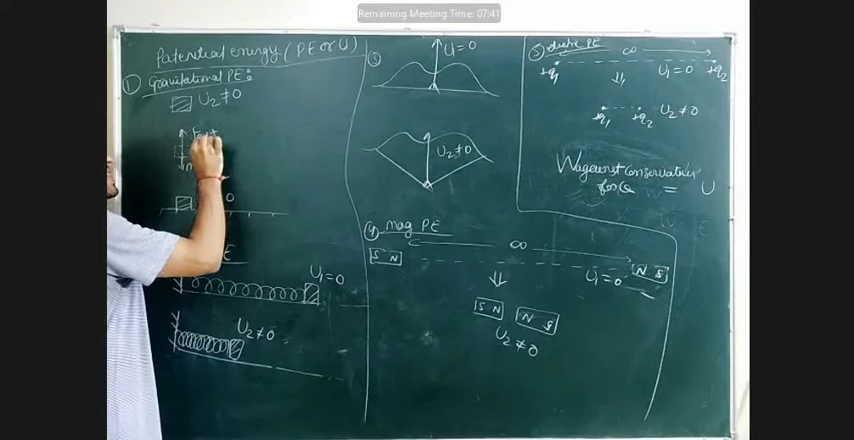 Remaining Meeting Time: 07:41
Potential energy (PE or U)
① Gravitational PE:
U₂≠0
0
E
U₁=0
U₂≠0
③
U₁=0
U₂≠0
④ Mag PE
∞
S N
N S
U₁=0
S N
N S
U₂≠0
⑤ PE
∞
+q₁
U₁=0
+q₂
+q₁
+q₂
U₂≠0
Wagainst conservative
force = U